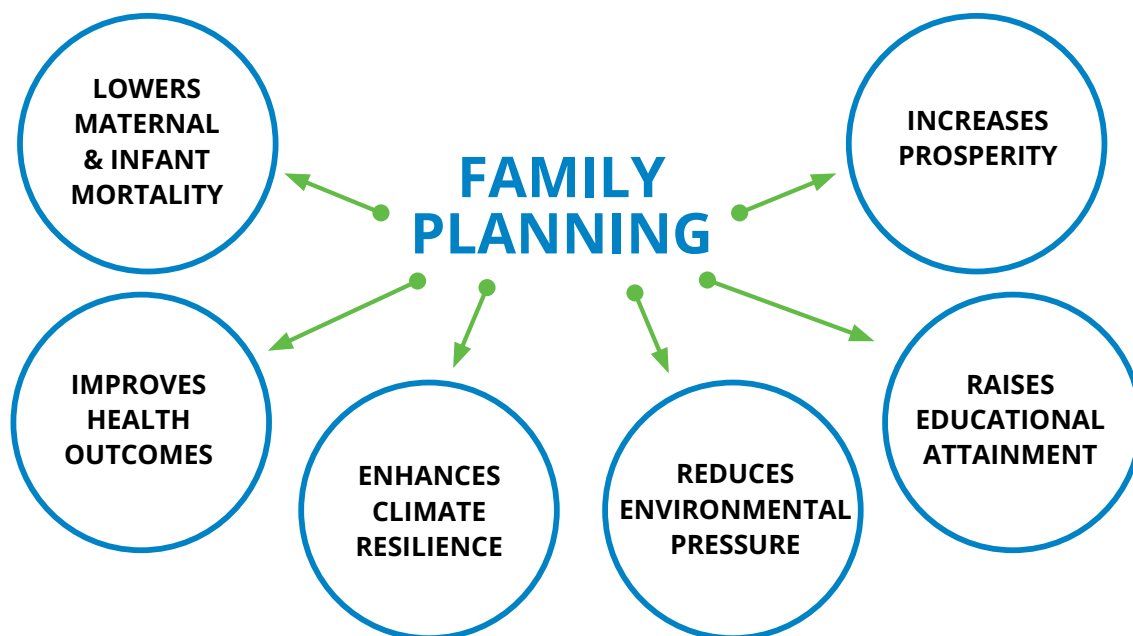 FAMILY
PLANNING
LOWERS
MATERNAL
& INFANT
MORTALITY
INCREASES
PROSPERITY
IMPROVES
HEALTH
OUTCOMES
RAISES
EDUCATIONAL
ATTAINMENT
ENHANCES
CLIMATE
RESILIENCE
REDUCES
ENVIRONMENTAL
PRESSURE